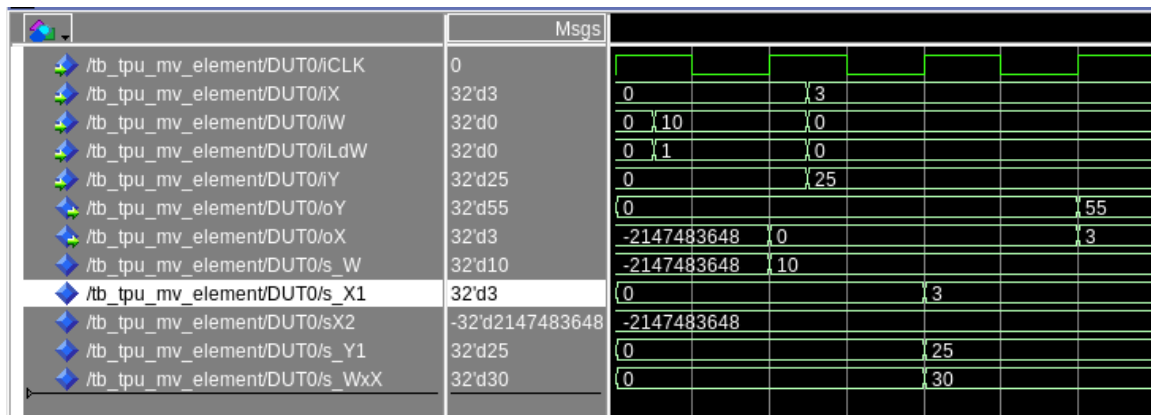 Msgs
/tb_tpu_mv_element/DUT0/iCLK 0
/tb_tpu_mv_element/DUT0/iX 32'd3 0 3
/tb_tpu_mv_element/DUT0/iW 32'd0 0 10 0
/tb_tpu_mv_element/DUT0/iLdW 32'd0 0 1 0
/tb_tpu_mv_element/DUT0/iY 32'd25 0 25
/tb_tpu_mv_element/DUT0/oY 32'd55 0 55
/tb_tpu_mv_element/DUT0/oX 32'd3 -2147483648 0 3
/tb_tpu_mv_element/DUT0/s_W 32'd10 -2147483648 10
/tb_tpu_mv_element/DUT0/s_X1 32'd3 0 3
/tb_tpu_mv_element/DUT0/sX2 -32'd2147483648 -2147483648
/tb_tpu_mv_element/DUT0/s_Y1 32'd25 0 25
/tb_tpu_mv_element/DUT0/s_WxX 32'd30 0 30